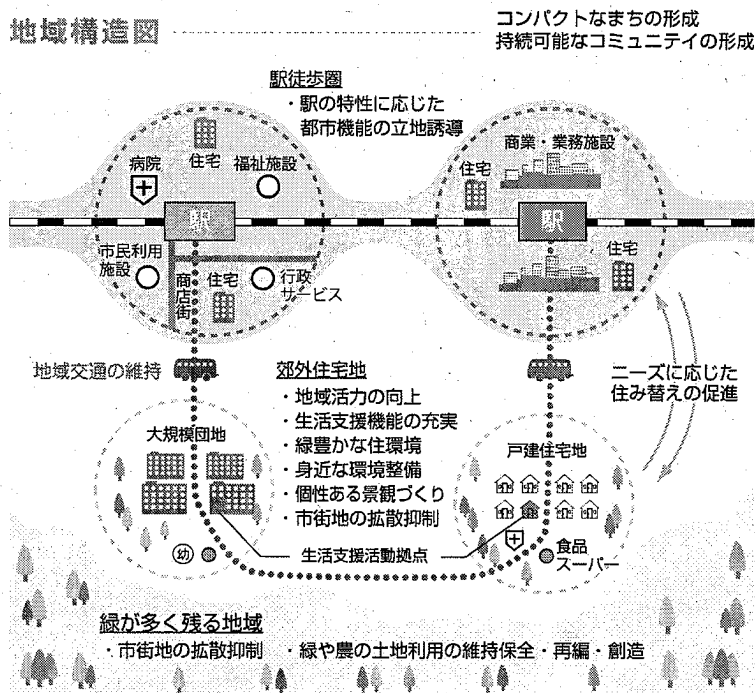 地域構造図
コンパクトなまちの形成
持続可能なコミュニテイの形成
駅徒歩圏
・駅の特性に応じた
都市機能の立地誘導
病院
住宅
福祉施設
駅
市民利用
施設
商店街
住宅
行政
サービス
商業・業務施設
住宅
駅
住宅
地域交通の維持
郊外住宅地
・地域活力の向上
・生活支援機能の充実
・緑豊かな住環境
・身近な環境整備
・個性ある景観づくり
・市街地の拡散抑制
ニーズに応じた
住み替えの促進
大規模団地
戸建住宅地
幼
生活支援活動拠点
食品
スーパー
緑が多く残る地域
・市街地の拡散抑制
・緑や農の土地利用の維持保全・再編・創造